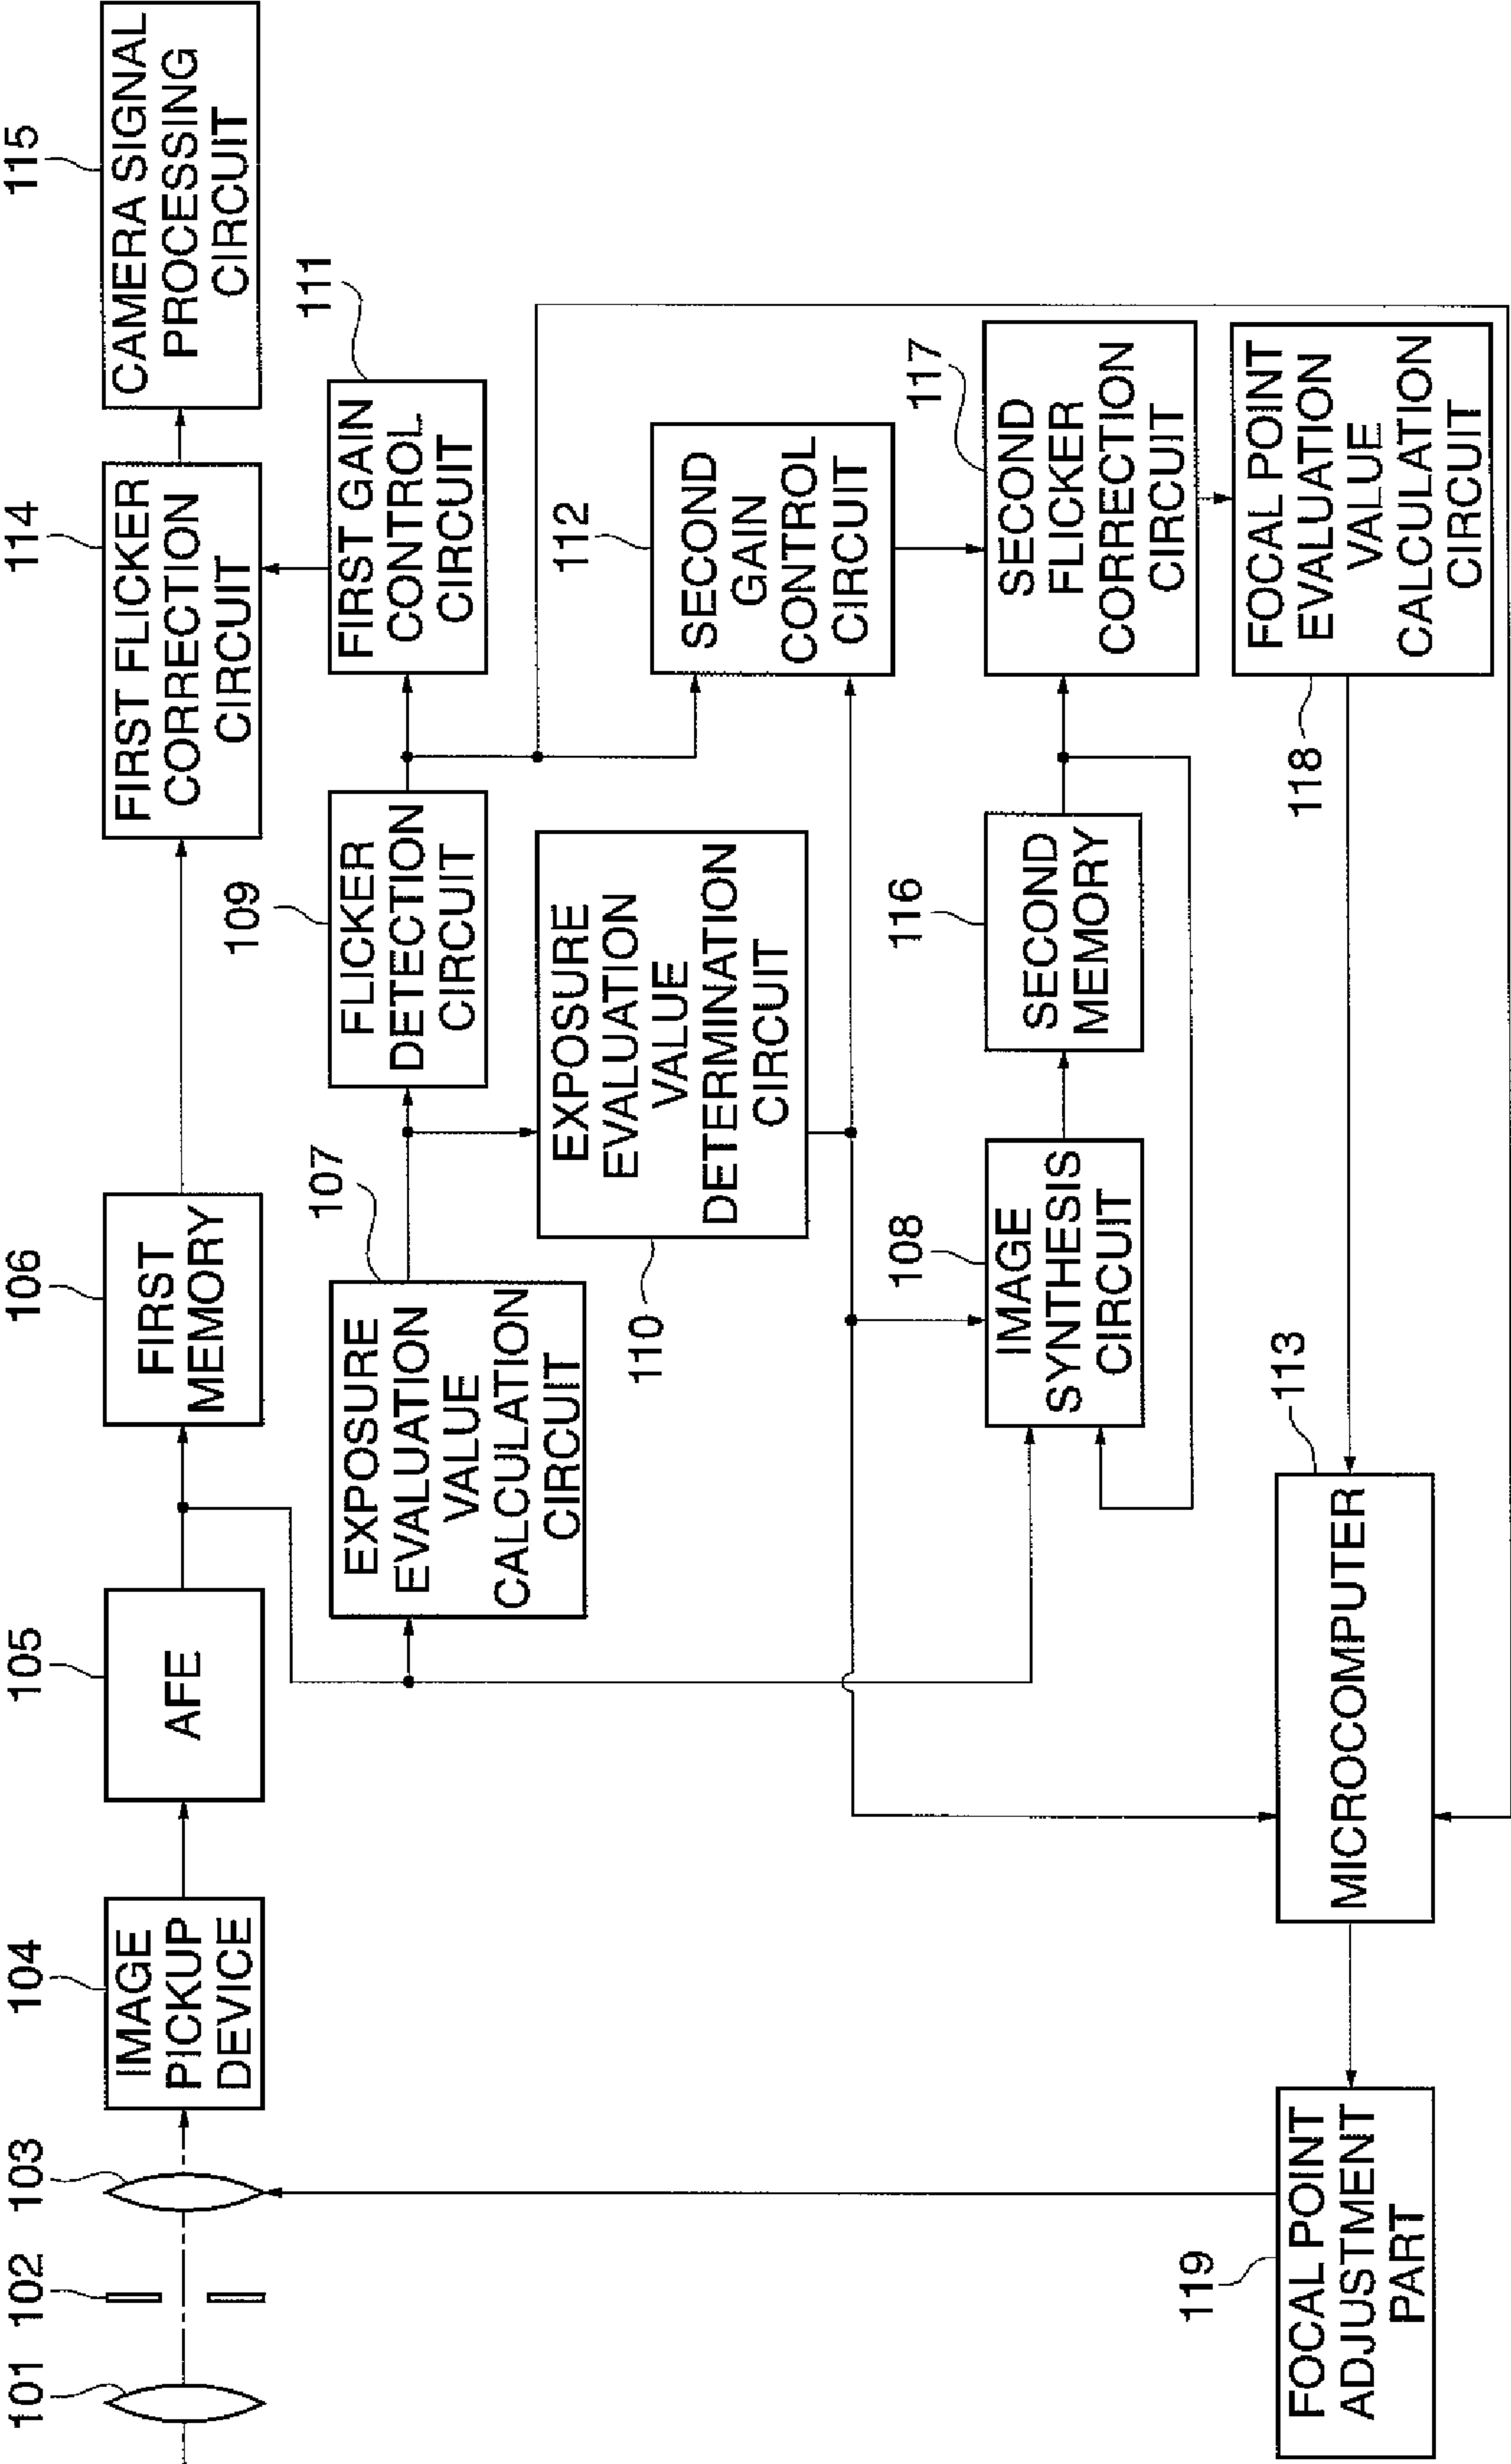 101
102
103
104
IMAGE
PICKUP
DEVICE
105
AFE
106
FIRST
MEMORY
114
FIRST FLICKER
CORRECTION
CIRCUIT
115
CAMERA SIGNAL
PROCESSING
CIRCUIT
107
EXPOSURE
EVALUATION
VALUE
CALCULATION
CIRCUIT
109
FLICKER
DETECTION
CIRCUIT
111
FIRST GAIN
CONTROL
CIRCUIT
110
EXPOSURE
EVALUATION
VALUE
DETERMINATION
CIRCUIT
112
SECOND
GAIN
CONTROL
CIRCUIT
108
IMAGE
SYNTHESIS
CIRCUIT
116
SECOND
MEMORY
117
SECOND
FLICKER
CORRECTION
CIRCUIT
119
FOCAL POINT
ADJUSTMENT
PART
113
MICROCOMPUTER
118
FOCAL POINT
EVALUATION
VALUE
CALCULATION
CIRCUIT